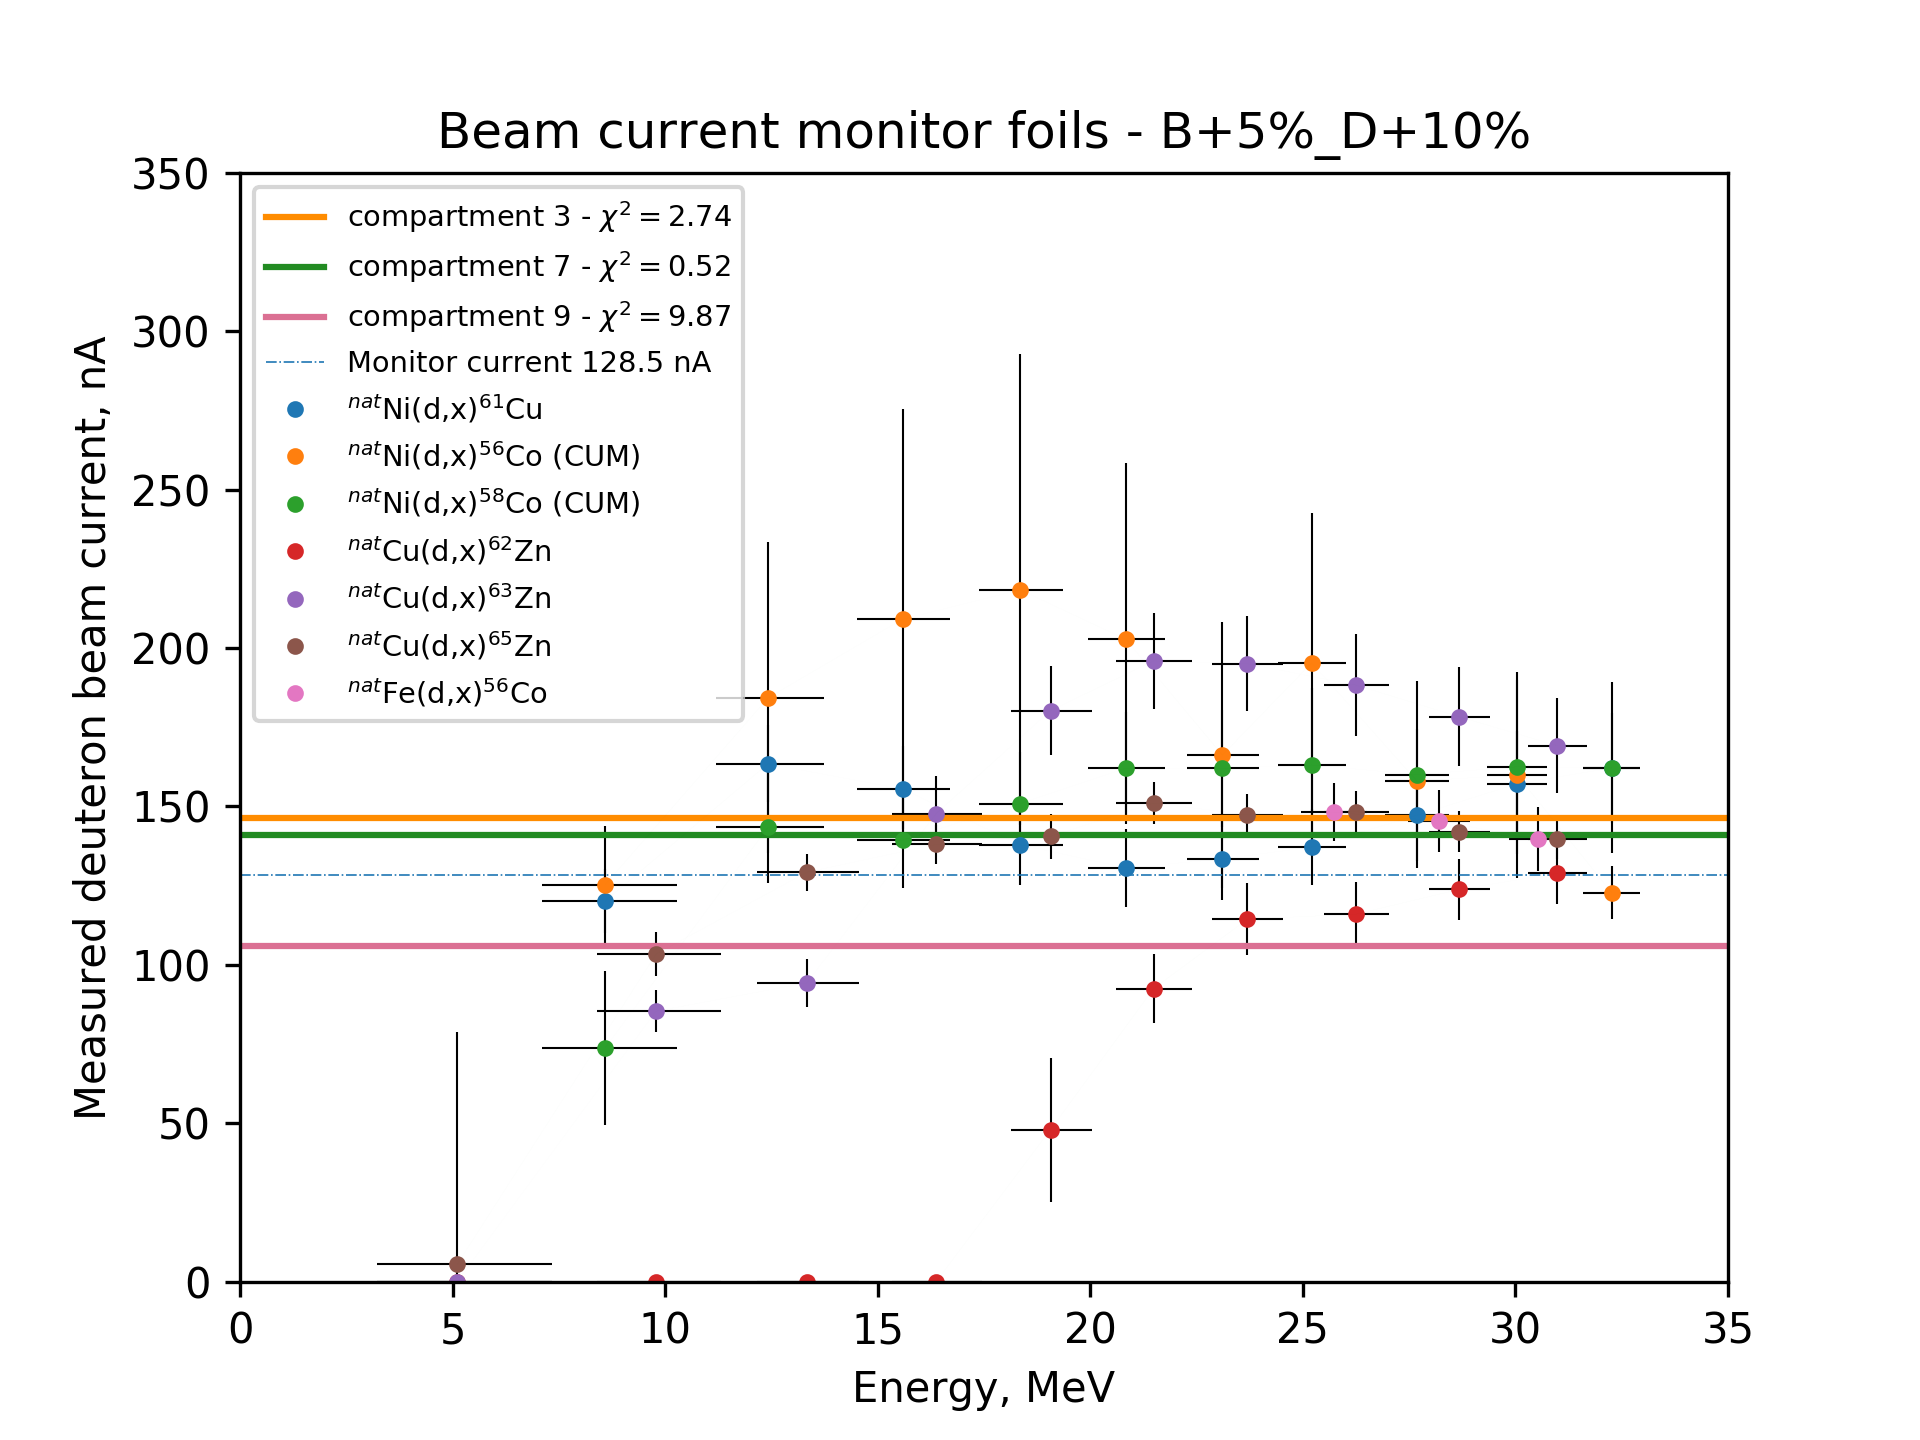 Beam current monitor foils - B+5%_D+10%
350
300
250
200
150
100
50
0
Measured deuteron beam current, nA
compartment 3 - χ² = 2.74
compartment 7 - χ² = 0.52
compartment 9 - χ² = 9.87
Monitor current 128.5 nA
ⁿᵃᵗNi(d,x)⁶¹Cu
ⁿᵃᵗNi(d,x)⁵⁶Co (CUM)
ⁿᵃᵗNi(d,x)⁵⁸Co (CUM)
ⁿᵃᵗCu(d,x)⁶²Zn
ⁿᵃᵗCu(d,x)⁶³Zn
ⁿᵃᵗCu(d,x)⁶⁵Zn
ⁿᵃᵗFe(d,x)⁵⁶Co
0 5 10 15 20 25 30 35
Energy, MeV